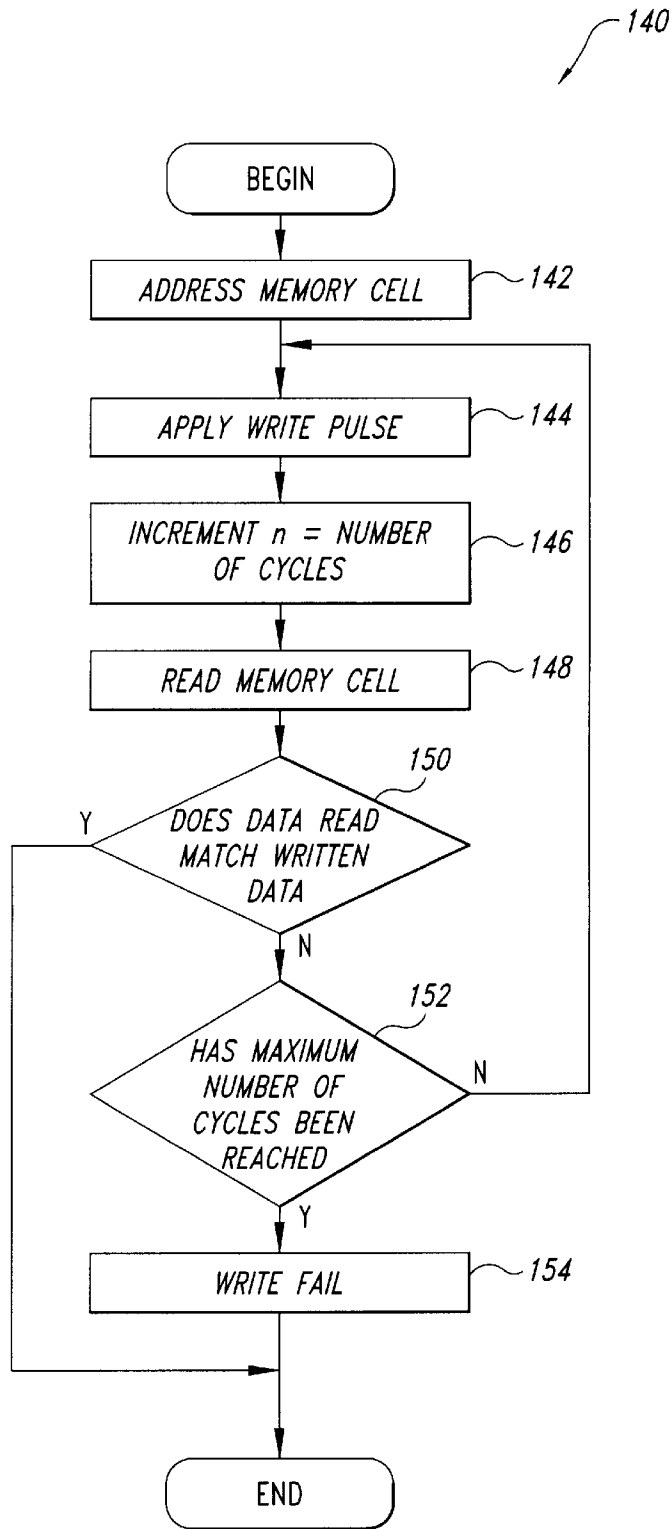 140
BEGIN
ADDRESS MEMORY CELL
142
APPLY WRITE PULSE
144
INCREMENT n = NUMBER
OF CYCLES
146
READ MEMORY CELL
148
150
Y
DOES DATA READ
MATCH WRITTEN
DATA
N
152
HAS MAXIMUM
NUMBER OF
CYCLES BEEN
REACHED
N
Y
WRITE FAIL
154
END